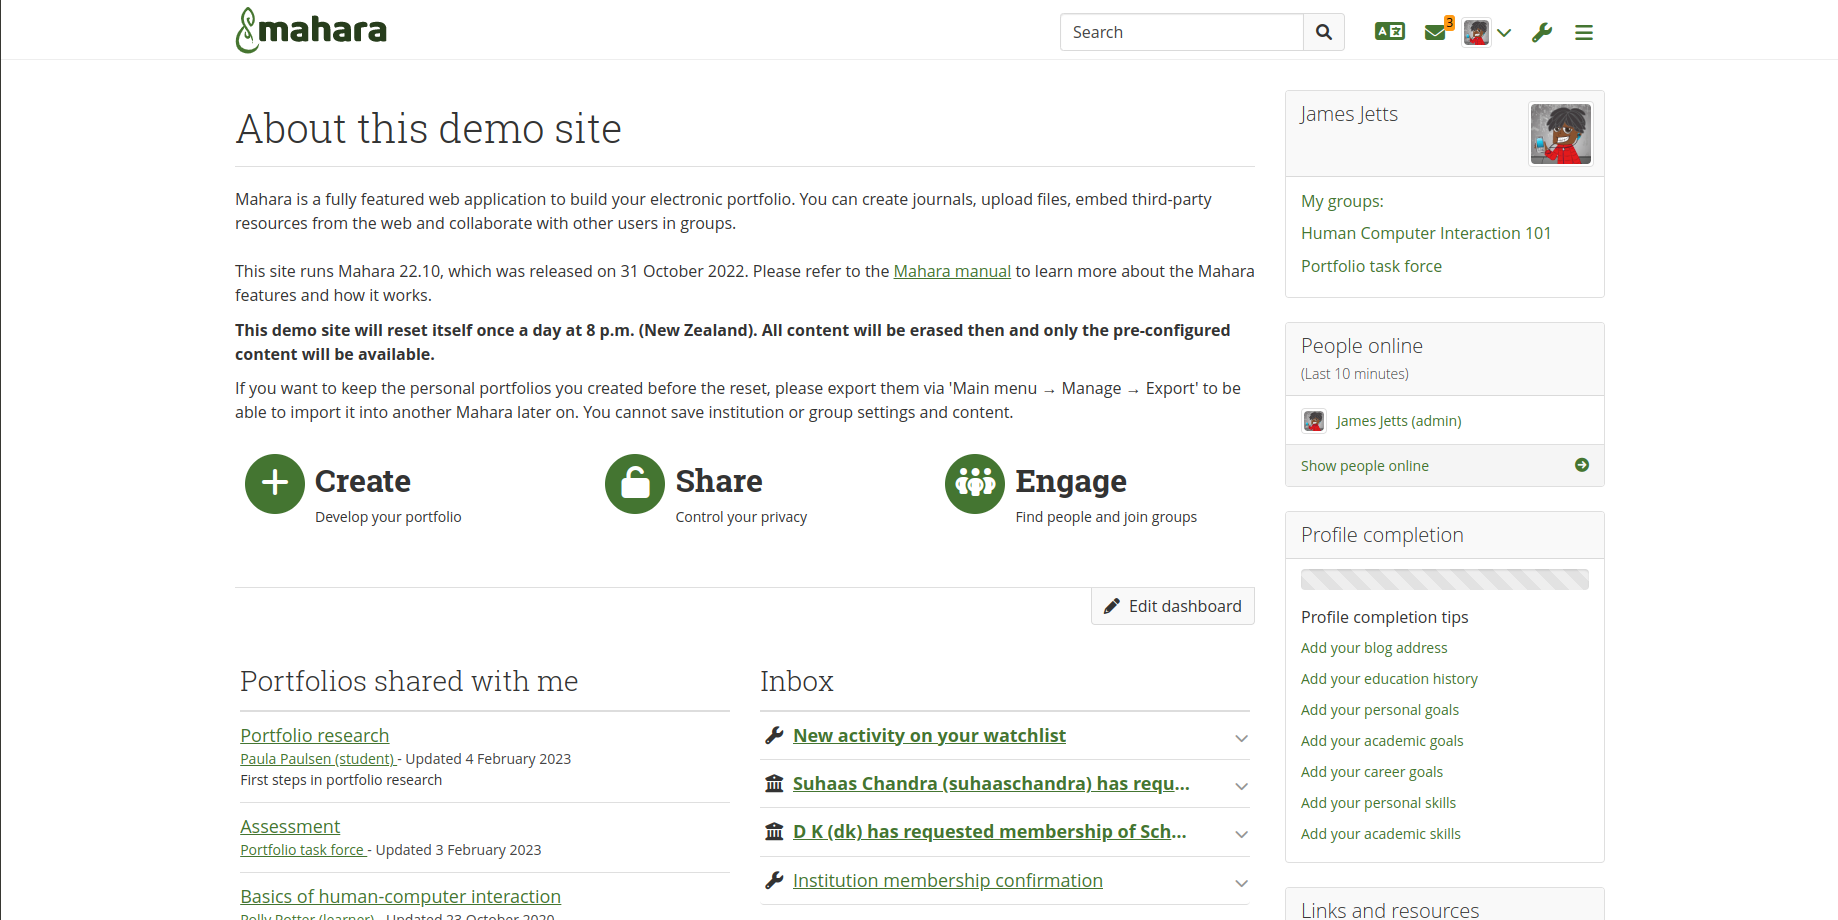 mahara
Search
A
3
About this demo site
Mahara is a fully featured web application to build your electronic portfolio. You can create journals, upload files, embed third-party
resources from the web and collaborate with other users in groups.
This site runs Mahara 22.10, which was released on 31 October 2022. Please refer to the Mahara manual to learn more about the Mahara
features and how it works.
This demo site will reset itself once a day at 8 p.m. (New Zealand). All content will be erased then and only the pre-configured
content will be available.
If you want to keep the personal portfolios you created before the reset, please export them via 'Main menu → Manage → Export' to be
able to import it into another Mahara later on. You cannot save institution or group settings and content.
Create
Develop your portfolio
Share
Control your privacy
Engage
Find people and join groups
Edit dashboard
Portfolios shared with me
Portfolio research
Paula Paulsen (student) - Updated 4 February 2023
First steps in portfolio research
Assessment
Portfolio task force - Updated 3 February 2023
Basics of human-computer interaction
Polly Potter (learner) - Updated 23 October 2020
Inbox
New activity on your watchlist
Suhaas Chandra (suhaaschandra) has requ...
D K (dk) has requested membership of Sch...
Institution membership confirmation
James Jetts
My groups:
Human Computer Interaction 101
Portfolio task force
People online
(Last 10 minutes)
James Jetts (admin)
Show people online
Profile completion
Profile completion tips
Add your blog address
Add your education history
Add your personal goals
Add your academic goals
Add your career goals
Add your personal skills
Add your academic skills
Links and resources